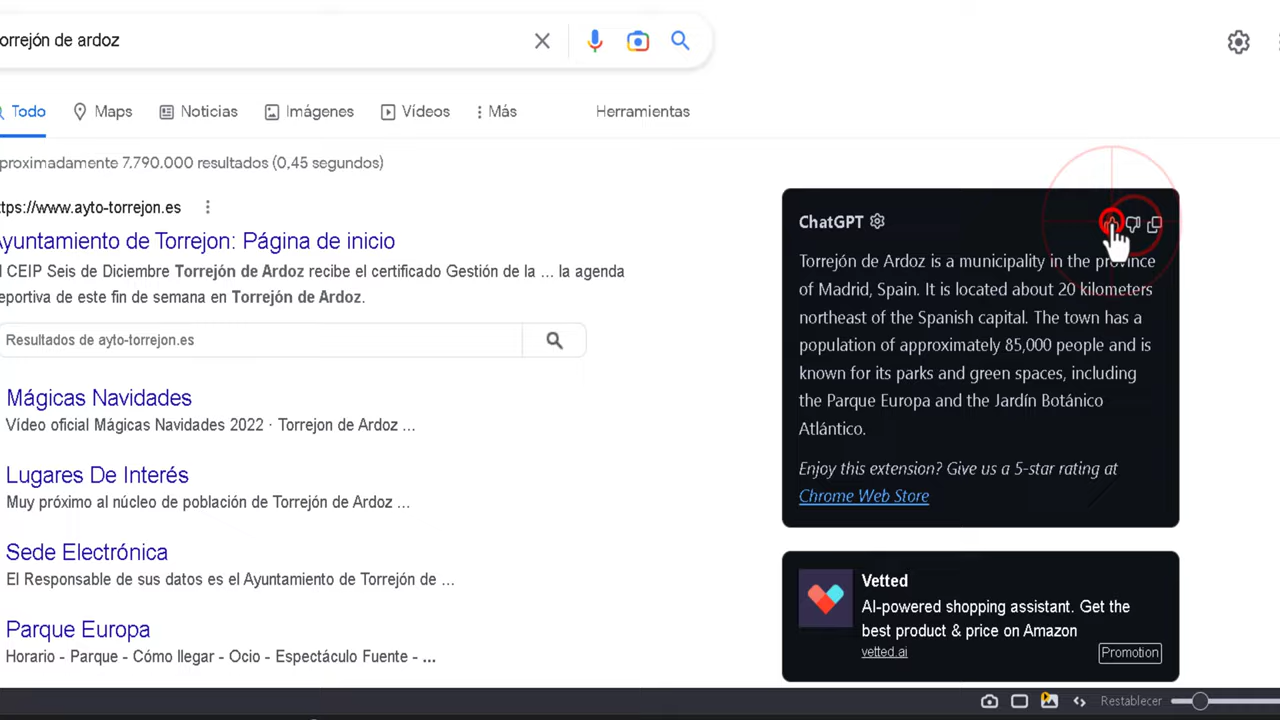 orrejón de ardoz
Todo Maps Noticias Imágenes Vídeos Más Herramientas
proximadamente 7.790.000 resultados (0,45 segundos)
ttps://www.ayto-torrejon.es
yuntamiento de Torrejon: Página de inicio
l CEIP Seis de Diciembre Torrejón de Ardoz recibe el certificado Gestión de la ... la agenda
eportiva de este fin de semana en Torrejón de Ardoz.
Resultados de ayto-torrejon.es
Mágicas Navidades
Vídeo oficial Mágicas Navidades 2022 · Torrejon de Ardoz ...
Lugares De Interés
Muy próximo al núcleo de población de Torrejón de Ardoz ...
Sede Electrónica
El Responsable de sus datos es el Ayuntamiento de Torrejón de ...
Parque Europa
Horario - Parque - Cómo llegar - Ocio - Espectáculo Fuente - ...
ChatGPT
Torrejón de Ardoz is a municipality in the province
of Madrid, Spain. It is located about 20 kilometers
northeast of the Spanish capital. The town has a
population of approximately 85,000 people and is
known for its parks and green spaces, including
the Parque Europa and the Jardín Botánico
Atlántico.
Enjoy this extension? Give us a 5-star rating at
Chrome Web Store
Vetted
AI-powered shopping assistant. Get the
best product & price on Amazon
vetted.ai
Promotion
Restablecer